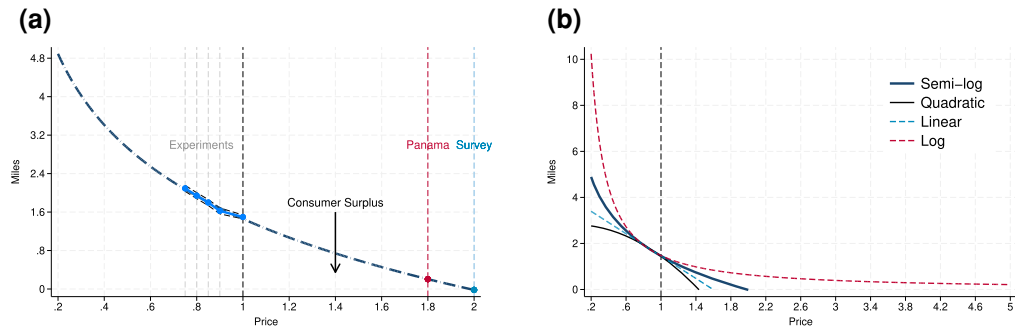 (a)
4.8
4
3.2
2.4
1.6
.8
0
Miles
Experiments
Panama
Survey
Consumer Surplus
.2 .4 .6 .8 1 1.2 1.4 1.6 1.8 2
Price
(b)
10
8
6
4
2
0
Miles
Semi−log
Quadratic
Linear
Log
.2 .6 1 1.4 1.8 2.2 2.6 3 3.4 3.8 4.2 4.6 5
Price